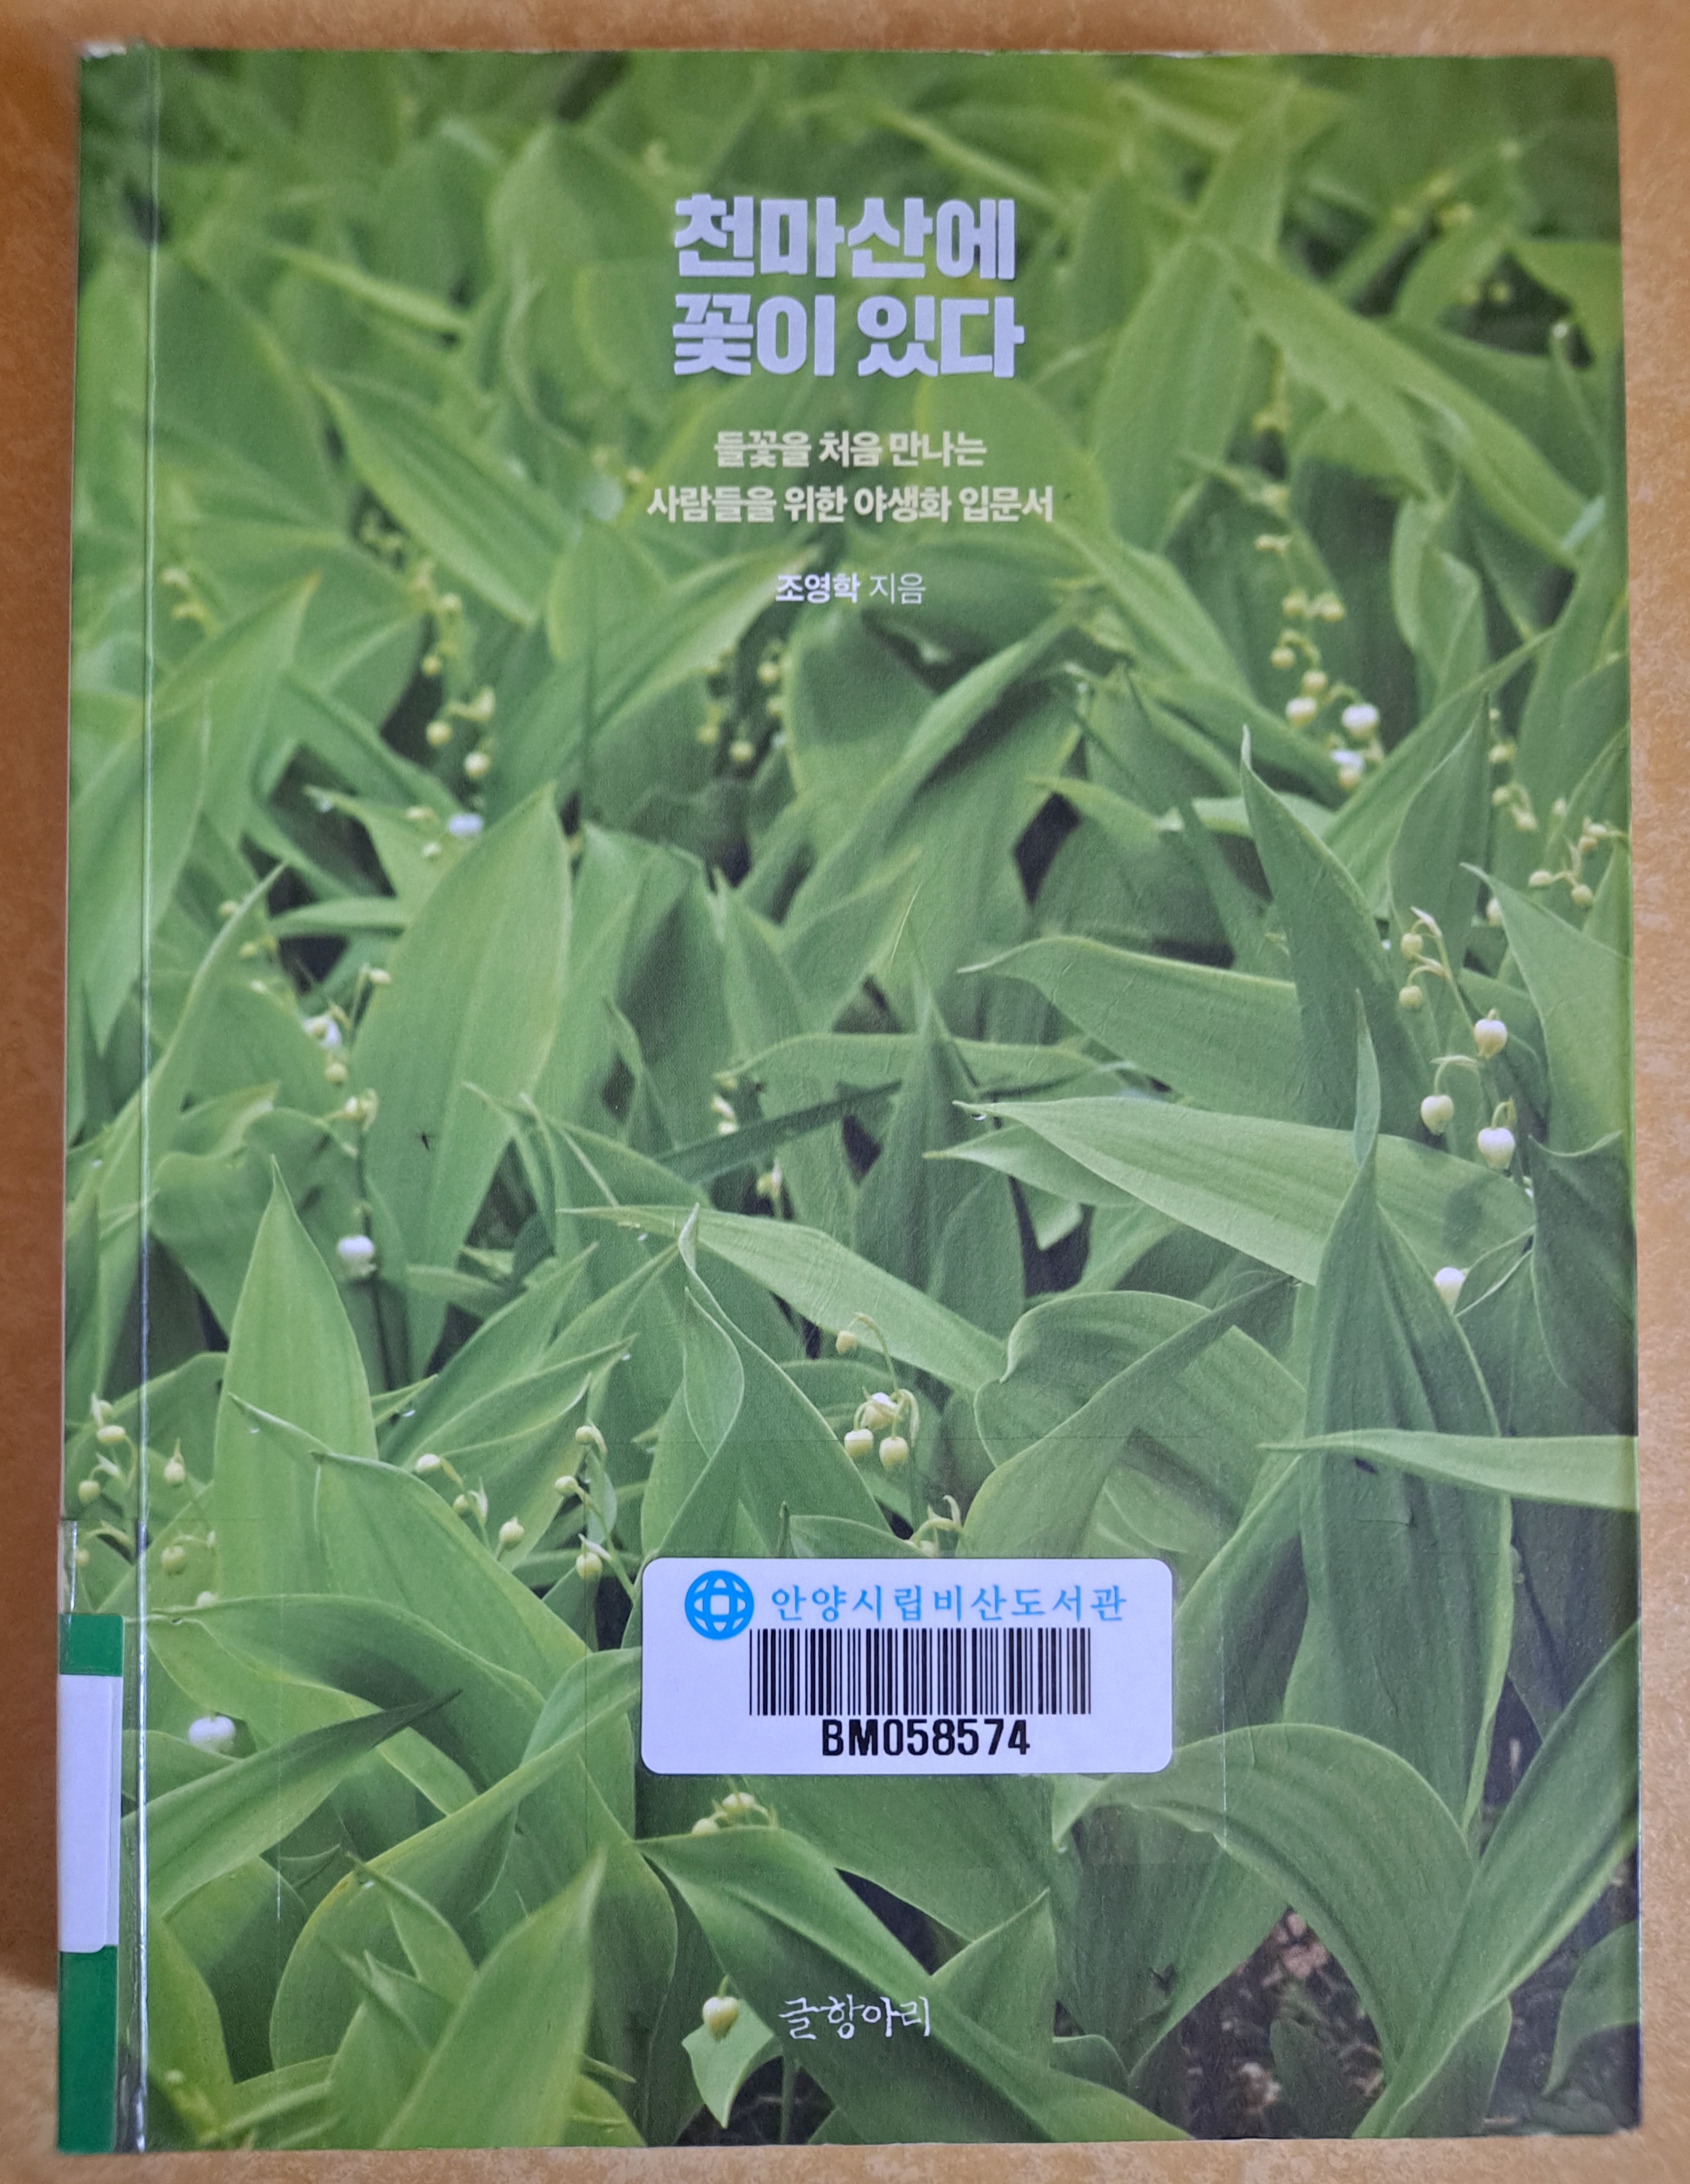 천마산에
꽃이 있다
들꽃을 처음 만나는
사람들을 위한 야생화 입문서
조영학 지음
안양시립비산도서관
BM058574
글항아리